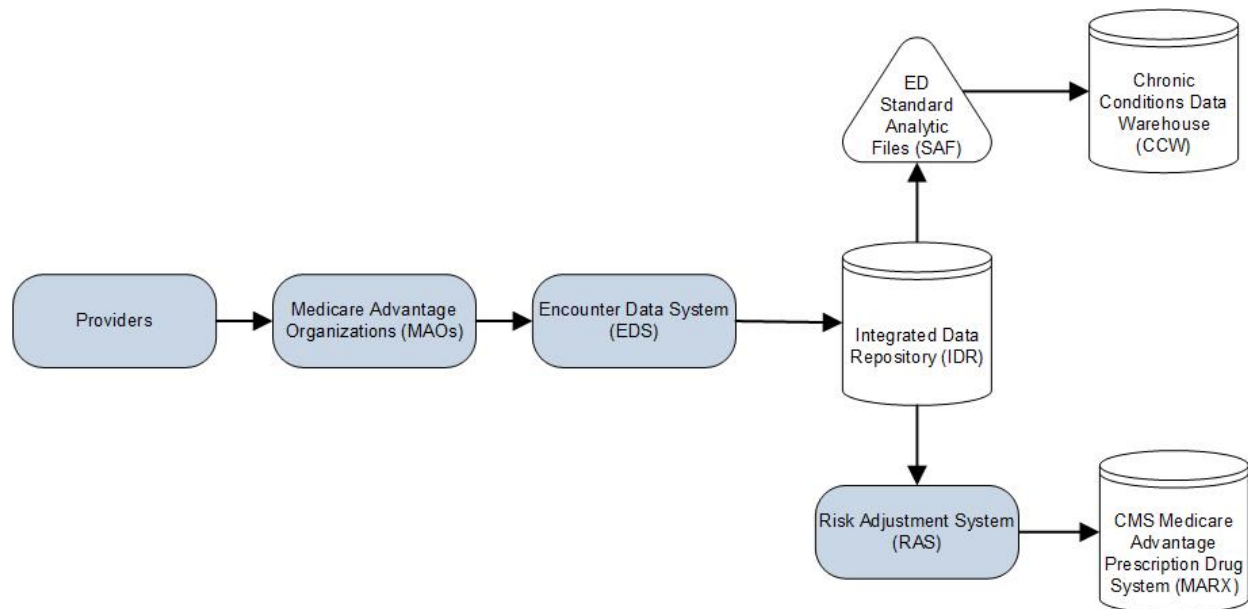 ED
Standard
Analytic
Files (SAF)
Chronic
Conditions Data
Warehouse
(CCW)
Providers
Medicare Advantage
Organizations (MAOs)
Encounter Data System
(EDS)
Integrated Data
Repository (IDR)
Risk Adjustment System
(RAS)
CMS Medicare
Advantage
Prescription Drug
System (MARX)